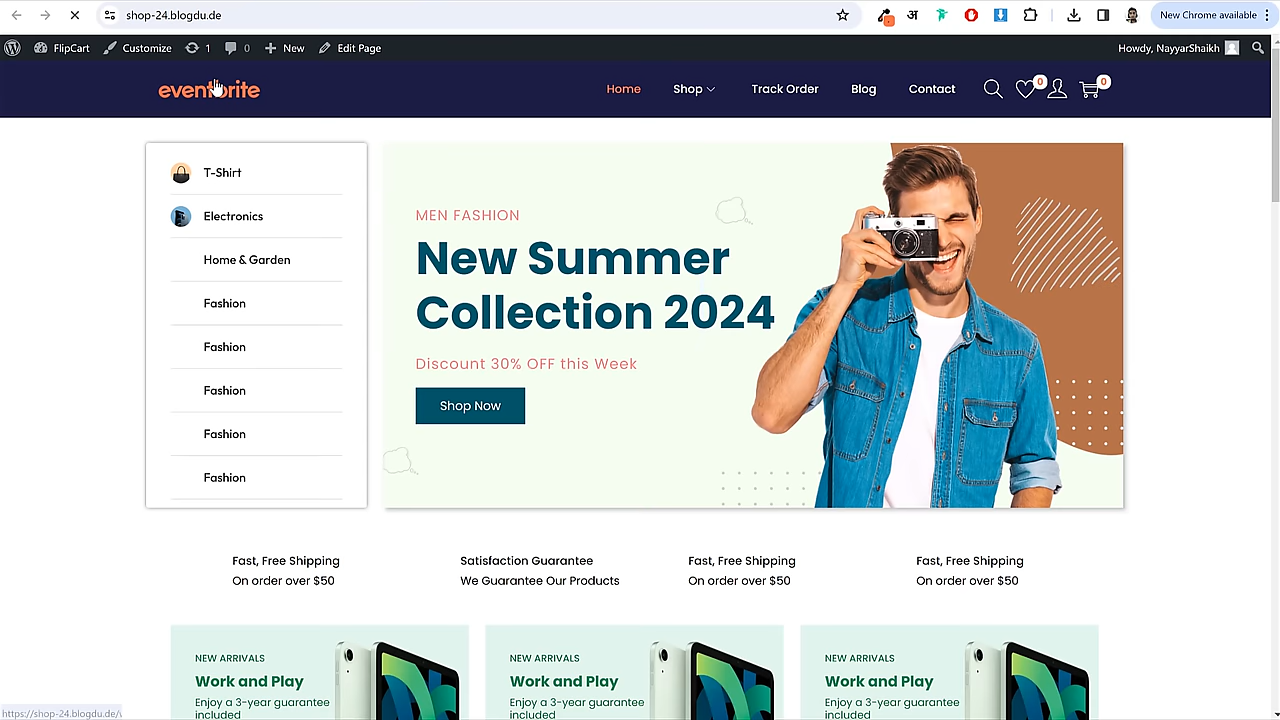 shop-24.blogdu.de
अ
New Chrome available
FlipCart
Customize
1
0
New
Edit Page
Howdy, NayyarShaikh
eventorite
Home
Shop
Track Order
Blog
Contact
0
0
T-Shirt
Electronics
Home & Garden
Fashion
Fashion
Fashion
Fashion
Fashion
MEN FASHION
New Summer
Collection 2024
Discount 30% OFF this Week
Shop Now
Fast, Free Shipping
On order over $50
Satisfaction Guarantee
We Guarantee Our Products
Fast, Free Shipping
On order over $50
Fast, Free Shipping
On order over $50
NEW ARRIVALS
Work and Play
Enjoy a 3-year guarantee
included
NEW ARRIVALS
Work and Play
Enjoy a 3-year guarantee
included
NEW ARRIVALS
Work and Play
Enjoy a 3-year guarantee
included
https://shop-24.blogdu.de/